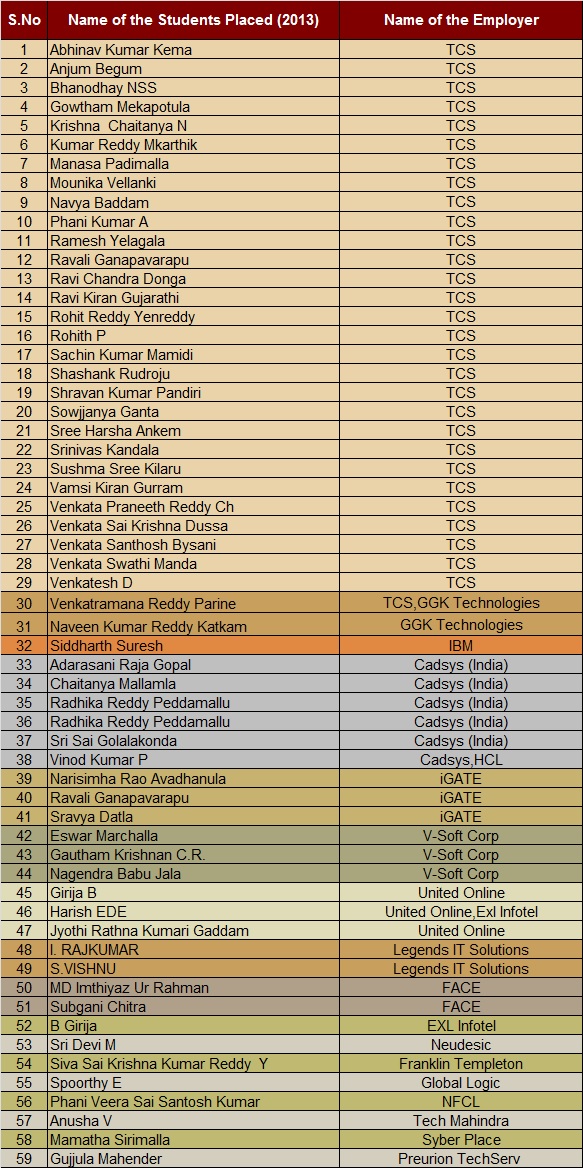 S.No Name of the Students Placed (2013) Name of the Employer
1 Abhinav Kumar Kema TCS
2 Anjum Begum TCS
3 Bhanodhay NSS TCS
4 Gowtham Mekapotula TCS
5 Krishna Chaitanya N TCS
6 Kumar Reddy Mkarthik TCS
7 Manasa Padimalla TCS
8 Mounika Vellanki TCS
9 Navya Baddam TCS
10 Phani Kumar A TCS
11 Ramesh Yelagala TCS
12 Ravali Ganapavarapu TCS
13 Ravi Chandra Donga TCS
14 Ravi Kiran Gujarathi TCS
15 Rohit Reddy Yenreddy TCS
16 Rohith P TCS
17 Sachin Kumar Mamidi TCS
18 Shashank Rudroju TCS
19 Shravan Kumar Pandiri TCS
20 Sowjjanya Ganta TCS
21 Sree Harsha Ankem TCS
22 Srinivas Kandala TCS
23 Sushma Sree Kilaru TCS
24 Vamsi Kiran Gurram TCS
25 Venkata Praneeth Reddy Ch TCS
26 Venkata Sai Krishna Dussa TCS
27 Venkata Santhosh Bysani TCS
28 Venkata Swathi Manda TCS
29 Venkatesh D TCS
30 Venkatramana Reddy Parine TCS,GGK Technologies
31 Naveen Kumar Reddy Katkam GGK Technologies
32 Siddharth Suresh IBM
33 Adarasani Raja Gopal Cadsys (India)
34 Chaitanya Mallamla Cadsys (India)
35 Radhika Reddy Peddamallu Cadsys (India)
36 Radhika Reddy Peddamallu Cadsys (India)
37 Sri Sai Golalakonda Cadsys (India)
38 Vinod Kumar P Cadsys,HCL
39 Narisimha Rao Avadhanula iGATE
40 Ravali Ganapavarapu iGATE
41 Sravya Datla iGATE
42 Eswar Marchalla V-Soft Corp
43 Gautham Krishnan C.R. V-Soft Corp
44 Nagendra Babu Jala V-Soft Corp
45 Girija B United Online
46 Harish EDE United Online,Exl Infotel
47 Jyothi Rathna Kumari Gaddam United Online
48 I. RAJKUMAR Legends IT Solutions
49 S.VISHNU Legends IT Solutions
50 MD Imthiyaz Ur Rahman FACE
51 Subgani Chitra FACE
52 B Girija EXL Infotel
53 Sri Devi M Neudesic
54 Siva Sai Krishna Kumar Reddy Y Franklin Templeton
55 Spoorthy E Global Logic
56 Phani Veera Sai Santosh Kumar NFCL
57 Anusha V Tech Mahindra
58 Mamatha Sirimalla Syber Place
59 Gujjula Mahender Preurion TechServ